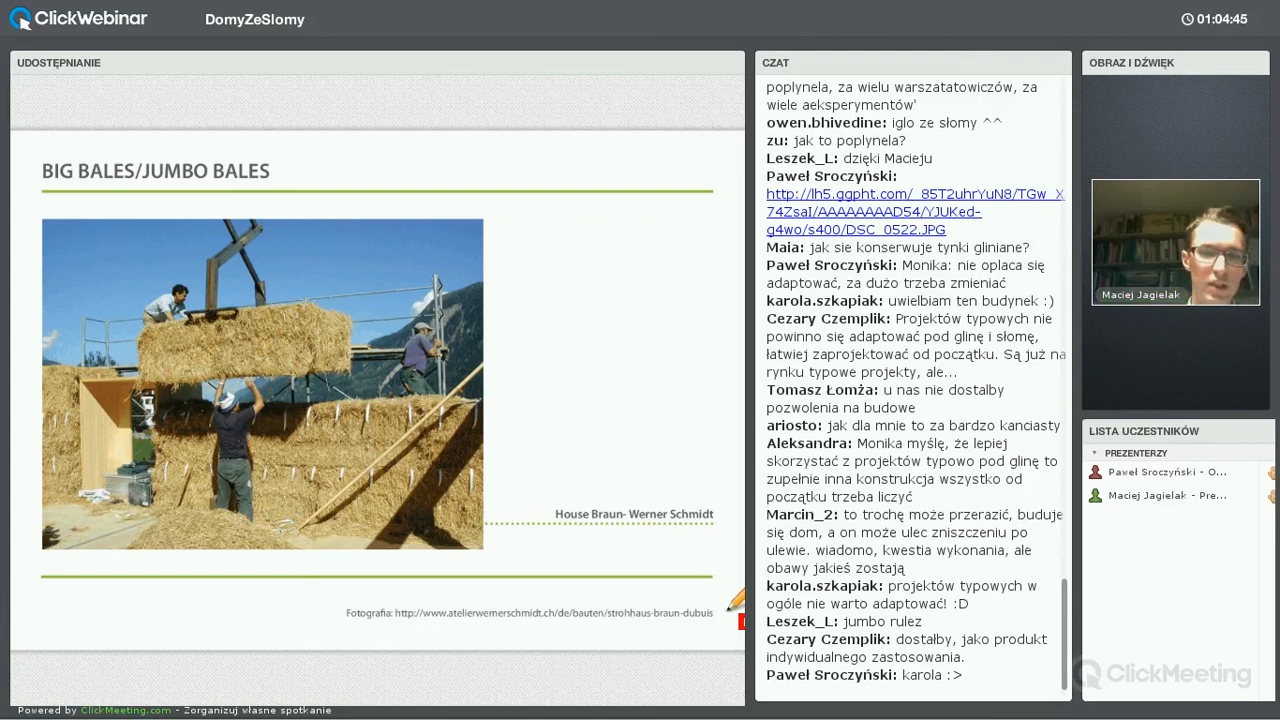 ClickWebinar
DomyZeSlomy
01:04:45
UDOSTĘPNIANIE
BIG BALES/JUMBO BALES
House Braun- Werner Schmidt
Fotografia: http://www.atelierwernerschmidt.ch/de/bauten/strohhaus-braun-dubuis
CZAT
poplynela, za wielu warszatatowiczów, za
wiele aeksperymentów'
owen.bhivedine: iglo ze słomy ^^
zu: jak to poplynela?
Leszek_L: dzięki Macieju
Paweł Sroczyński:
http://lh5.ggpht.com/_85T2uhrYuN8/TGw_X
74ZsaI/AAAAAAAAD54/YJUKed-
g4wo/s400/DSC_0522.JPG
Maia: jak sie konserwuje tynki gliniane?
Paweł Sroczyński: Monika: nie oplaca się
adaptować, za dużo trzeba zmieniać
karola.szkapiak: uwielbiam ten budynek :)
Cezary Czemplik: Projektów typowych nie
powinno się adaptować pod glinę i słomę,
łatwiej zaprojektować od początku. Są już na
rynku typowe projekty, ale...
Tomasz Łomża: u nas nie dostalby
pozwolenia na budowe
ariosto: jak dla mnie to za bardzo kanciasty
Aleksandra: Monika myślę, że lepiej
skorzystać z projektów typowo pod glinę to
zupełnie inna konstrukcja wszystko od
początku trzeba liczyć
Marcin_2: to trochę może przerazić, buduje
się dom, a on może ulec zniszczeniu po
ulewie. wiadomo, kwestia wykonania, ale
obawy jakieś zostają
karola.szkapiak: projektów typowych w
ogóle nie warto adaptować! :D
Leszek_L: jumbo rulez
Cezary Czemplik: dostałby, jako produkt
indywidualnego zastosowania.
Paweł Sroczyński: karola :>
OBRAZ I DŹWIĘK
Maciej Jagielak
LISTA UCZESTNIKÓW
PREZENTERZY
Paweł Sroczyński - O...
Maciej Jagielak - Pre...
ClickMeeting
Powered by ClickMeeting.com - Zorganizuj własne spotkanie